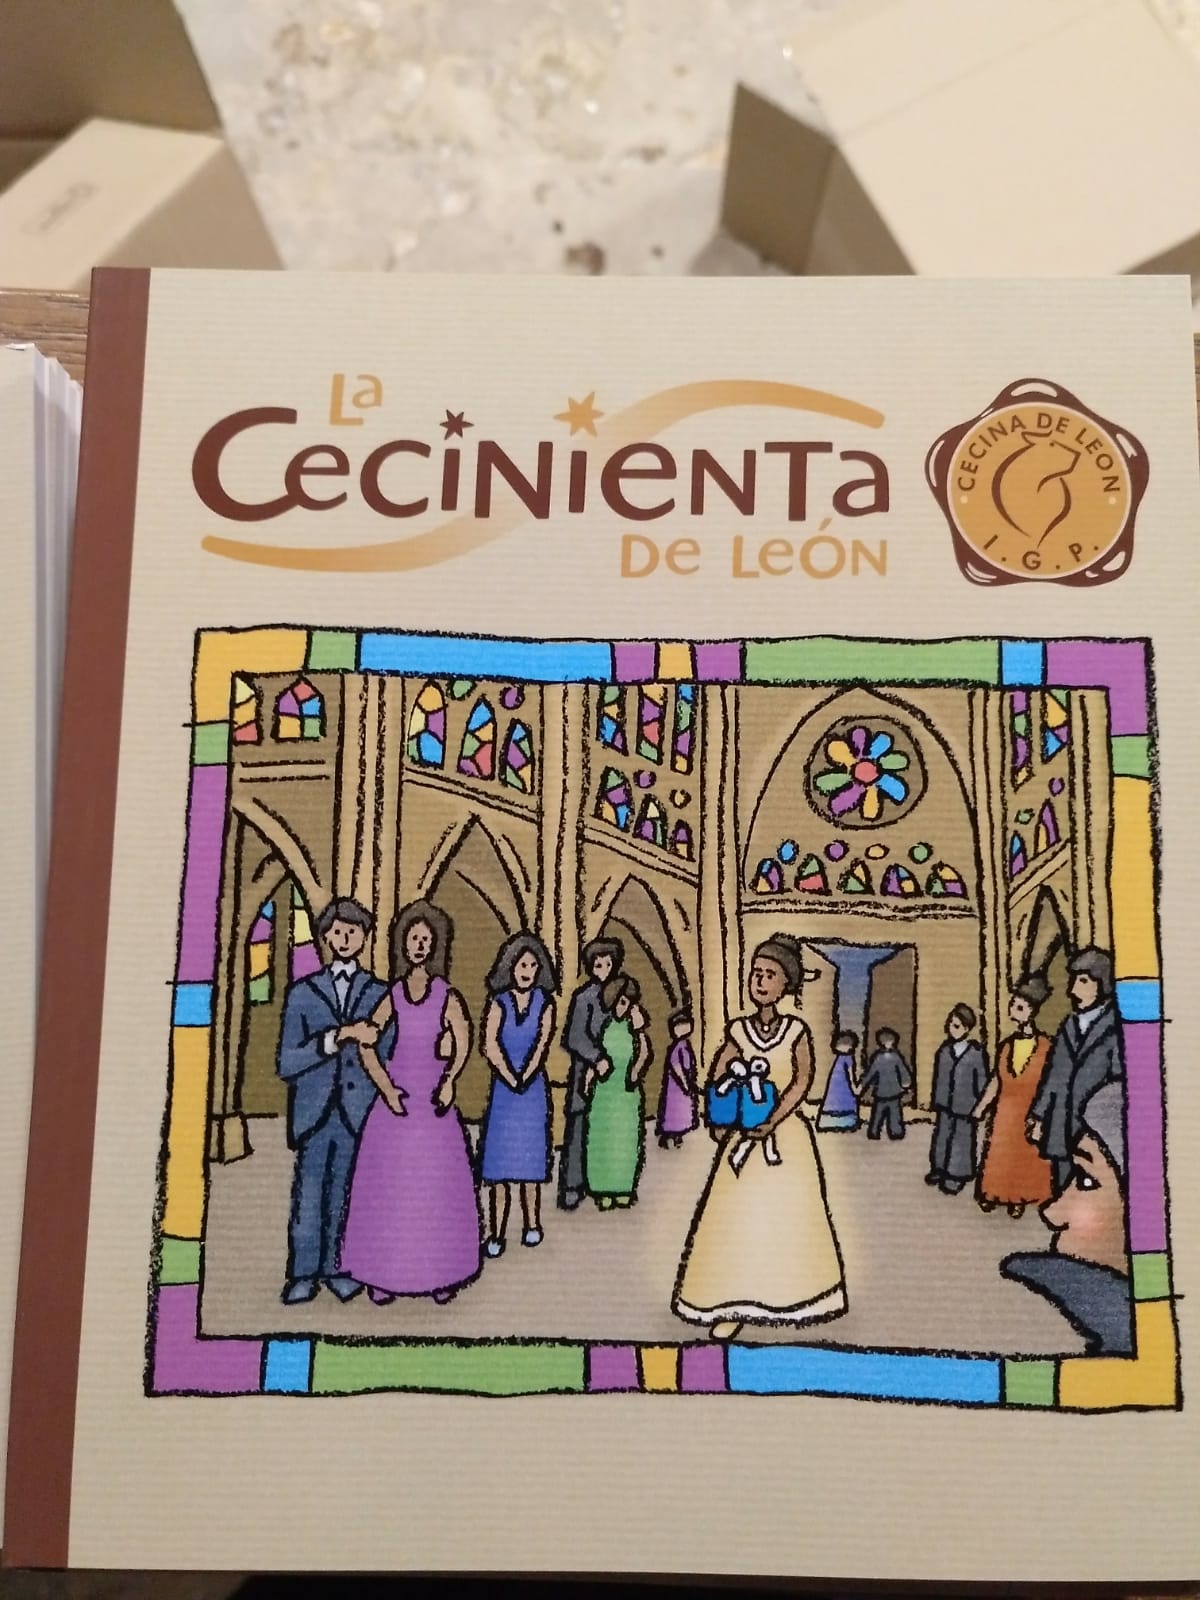 La
CeciNieNTa
De LeÓN
CECINA DE LEON
I. G. P.